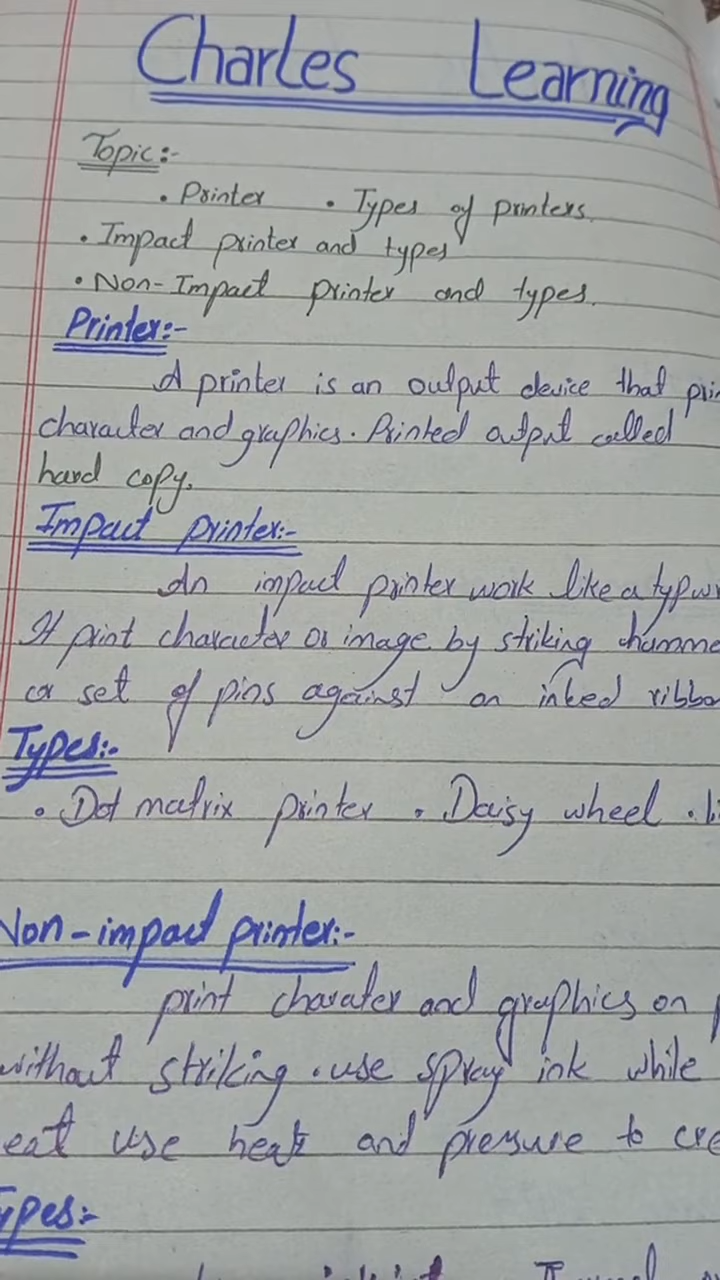 Charles Learning
Topic:-
. Printer . Types of printers.
. Impact printer and types
. Non-Impact printer and types.
Printer:-
A printer is an output device that
character and graphics. Printed output called
hard copy.
Impact printer:-
An impact printer work like a
It print character or image by striking
or set of pins against an inked
Types:-
. Dot matrix printer . Daisy wheel .
Non-impact printer:-
print charater and graphics on
without striking . use spray ink while
use heat and pressure to
Types:-